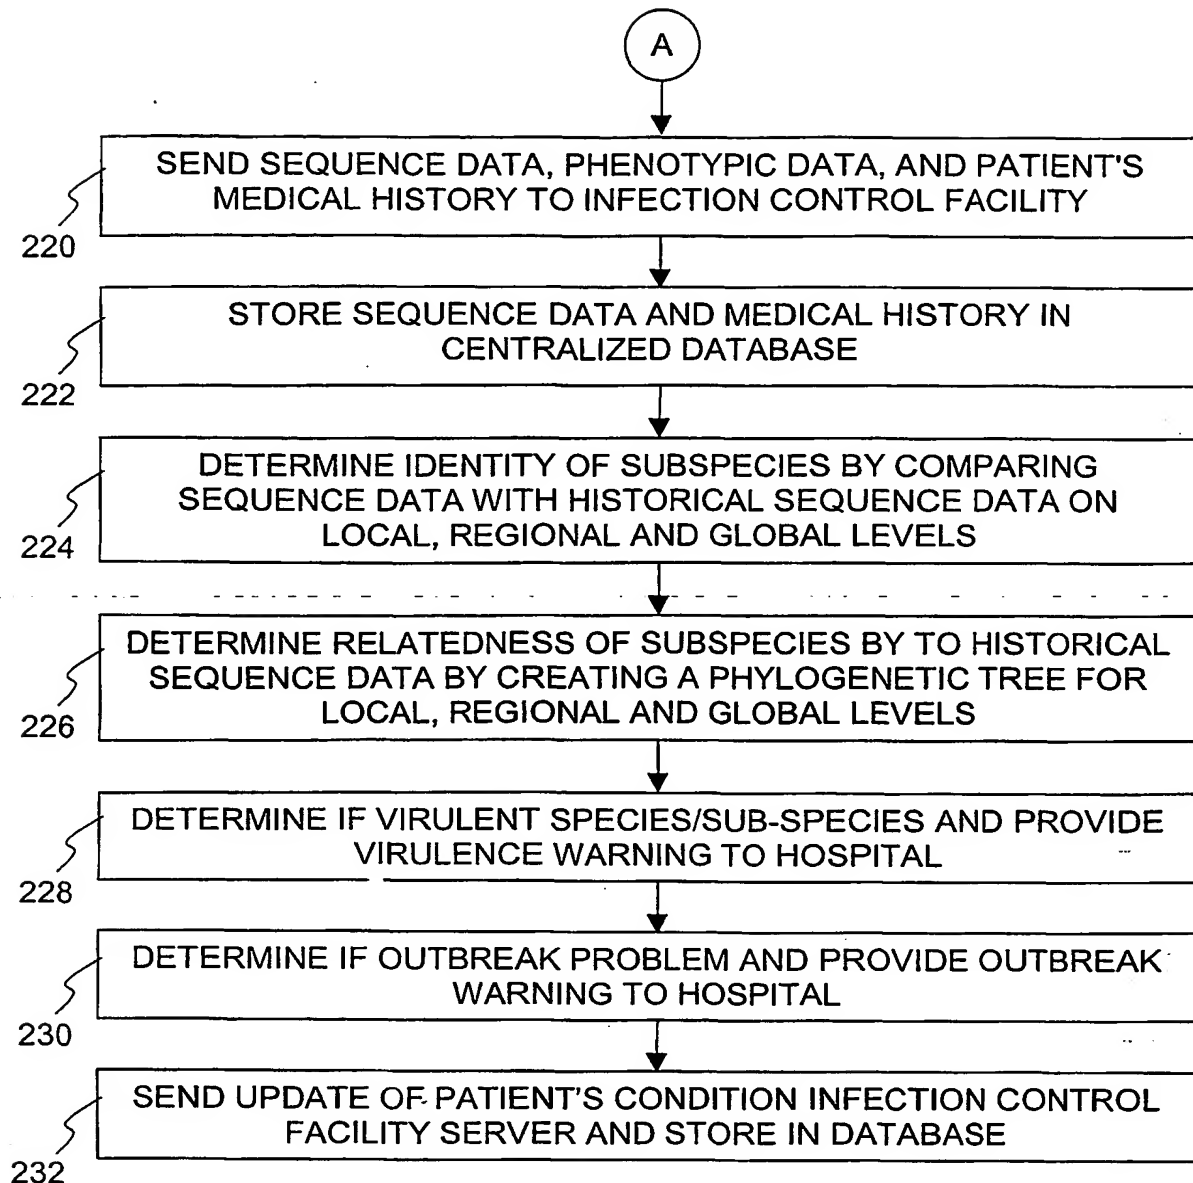 A
SEND SEQUENCE DATA, PHENOTYPIC DATA, AND PATIENT'S
MEDICAL HISTORY TO INFECTION CONTROL FACILITY
220
STORE SEQUENCE DATA AND MEDICAL HISTORY IN
CENTRALIZED DATABASE
222
DETERMINE IDENTITY OF SUBSPECIES BY COMPARING
SEQUENCE DATA WITH HISTORICAL SEQUENCE DATA ON
LOCAL, REGIONAL AND GLOBAL LEVELS
224
DETERMINE RELATEDNESS OF SUBSPECIES BY TO HISTORICAL
SEQUENCE DATA BY CREATING A PHYLOGENETIC TREE FOR
LOCAL, REGIONAL AND GLOBAL LEVELS
226
DETERMINE IF VIRULENT SPECIES/SUB-SPECIES AND PROVIDE
VIRULENCE WARNING TO HOSPITAL
228
DETERMINE IF OUTBREAK PROBLEM AND PROVIDE OUTBREAK
WARNING TO HOSPITAL
230
SEND UPDATE OF PATIENT'S CONDITION INFECTION CONTROL
FACILITY SERVER AND STORE IN DATABASE
232